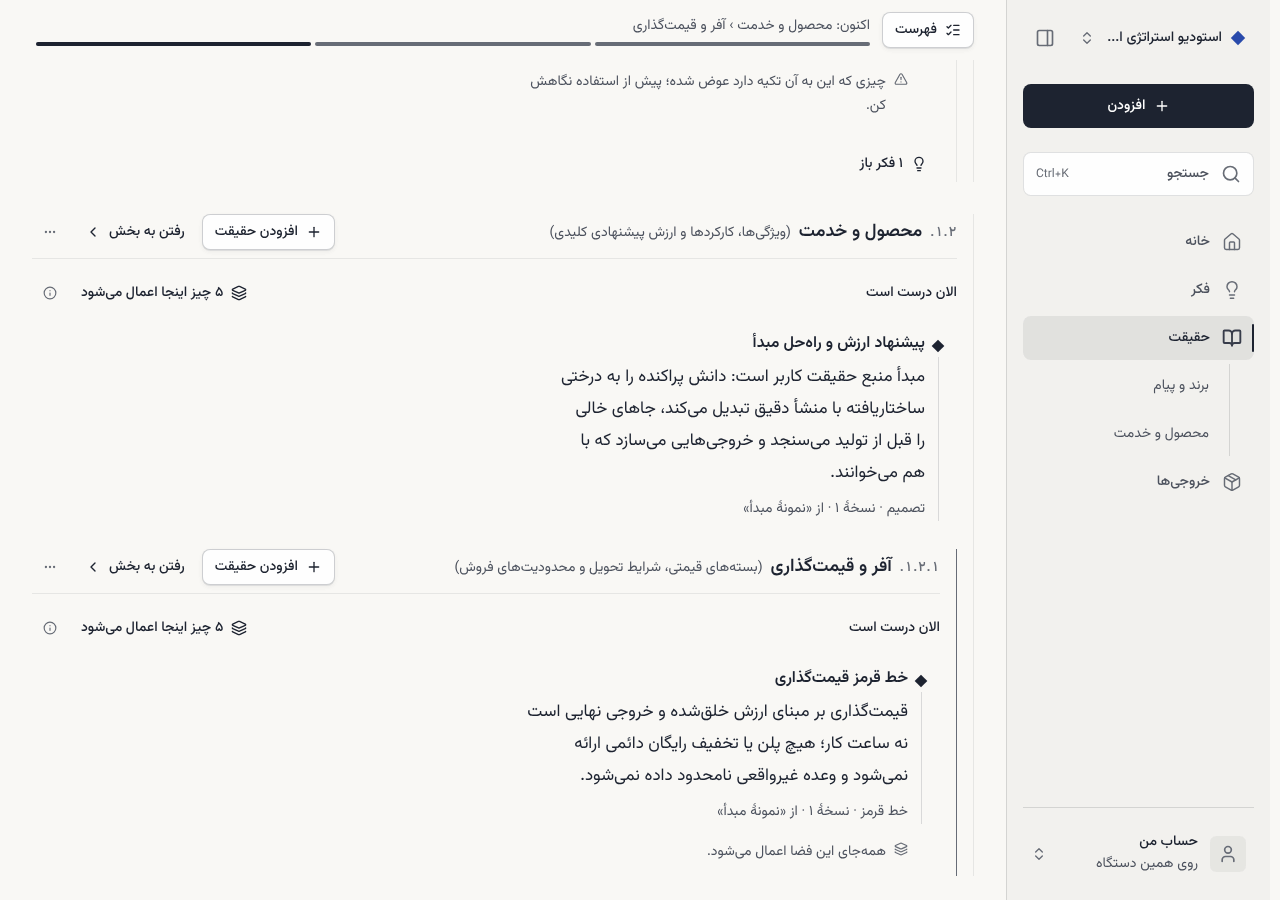 استودیو استراتژی ا...
افزودن
جستجو
Ctrl+K
خانه
فکر
حقیقت
برند و پیام
محصول و خدمت
خروجی‌ها
حساب من
روی همین دستگاه
فهرست
اکنون: محصول و خدمت › آفر و قیمت‌گذاری
چیزی که این به آن تکیه دارد عوض شده؛ پیش از استفاده نگاهش
کن.
۱ فکر باز
۱.۲. محصول و خدمت (ویژگی‌ها، کارکردها و ارزش پیشنهادی کلیدی)
افزودن حقیقت
رفتن به بخش
الان درست است
۵ چیز اینجا اعمال می‌شود
پیشنهاد ارزش و راه‌حل مبدأ
مبدأ منبع حقیقت کاربر است: دانش پراکنده را به درختی
ساختاریافته با منشأ دقیق تبدیل می‌کند، جاهای خالی
را قبل از تولید می‌سنجد و خروجی‌هایی می‌سازد که با
هم می‌خوانند.
تصمیم · نسخهٔ ۱ · از «نمونهٔ مبدأ»
۱.۲.۱. آفر و قیمت‌گذاری (بسته‌های قیمتی، شرایط تحویل و محدودیت‌های فروش)
افزودن حقیقت
رفتن به بخش
الان درست است
۵ چیز اینجا اعمال می‌شود
خط قرمز قیمت‌گذاری
قیمت‌گذاری بر مبنای ارزش خلق‌شده و خروجی نهایی است
نه ساعت کار؛ هیچ پلن یا تخفیف رایگان دائمی ارائه
نمی‌شود و وعده غیرواقعی نامحدود داده نمی‌شود.
خط قرمز · نسخهٔ ۱ · از «نمونهٔ مبدأ»
همه‌جای این فضا اعمال می‌شود.